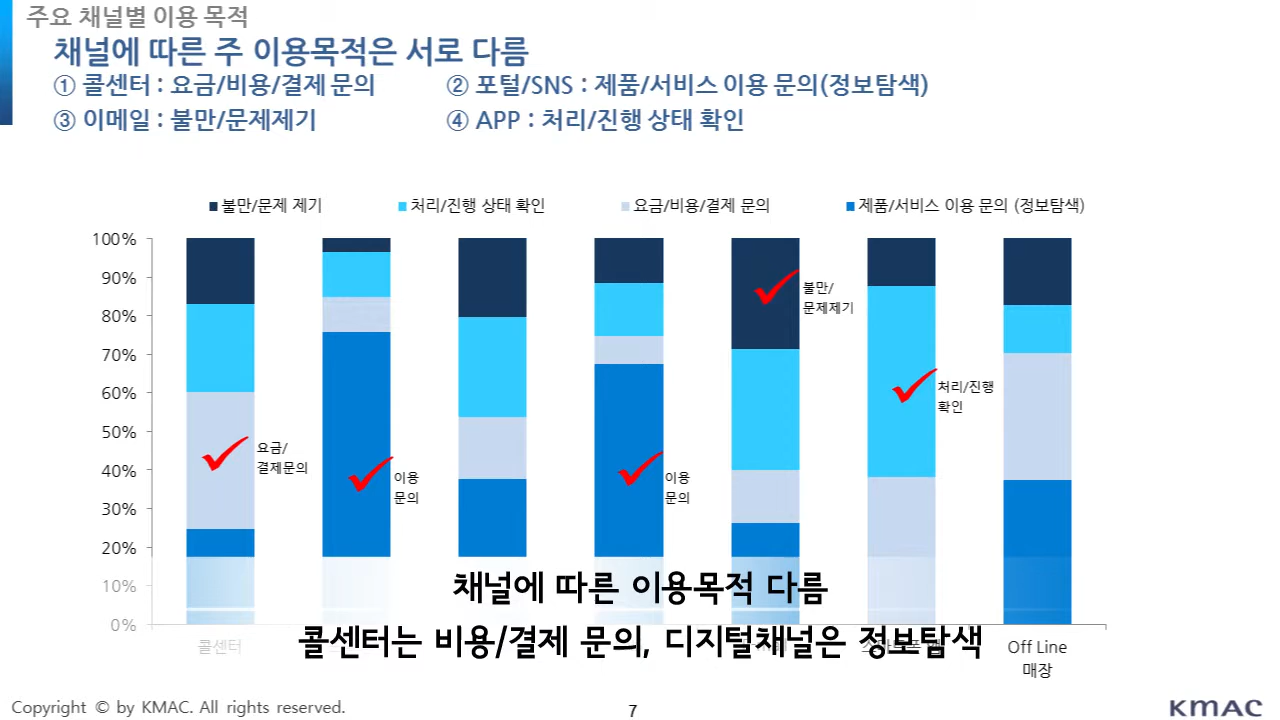 주요 채널별 이용 목적
채널에 따른 주 이용목적은 서로 다름
① 콜센터 : 요금/비용/결제 문의 ② 포털/SNS : 제품/서비스 이용 문의(정보탐색)
③ 이메일 : 불만/문제제기 ④ APP : 처리/진행 상태 확인
불만/문제 제기 처리/진행 상태 확인 요금/비용/결제 문의 제품/서비스 이용 문의 (정보탐색)
100%
90%
80%
70%
60%
50%
40%
30%
20%
10%
0%
불만/
문제제기
처리/진행
확인
요금/
결제문의
이용
문의
이용
문의
채널에 따른 이용목적 다름
콜센터는 비용/결제 문의, 디지털채널은 정보탐색
콜센터
Off Line
매장
Copyright © by KMAC. All rights reserved.
7
KMAC